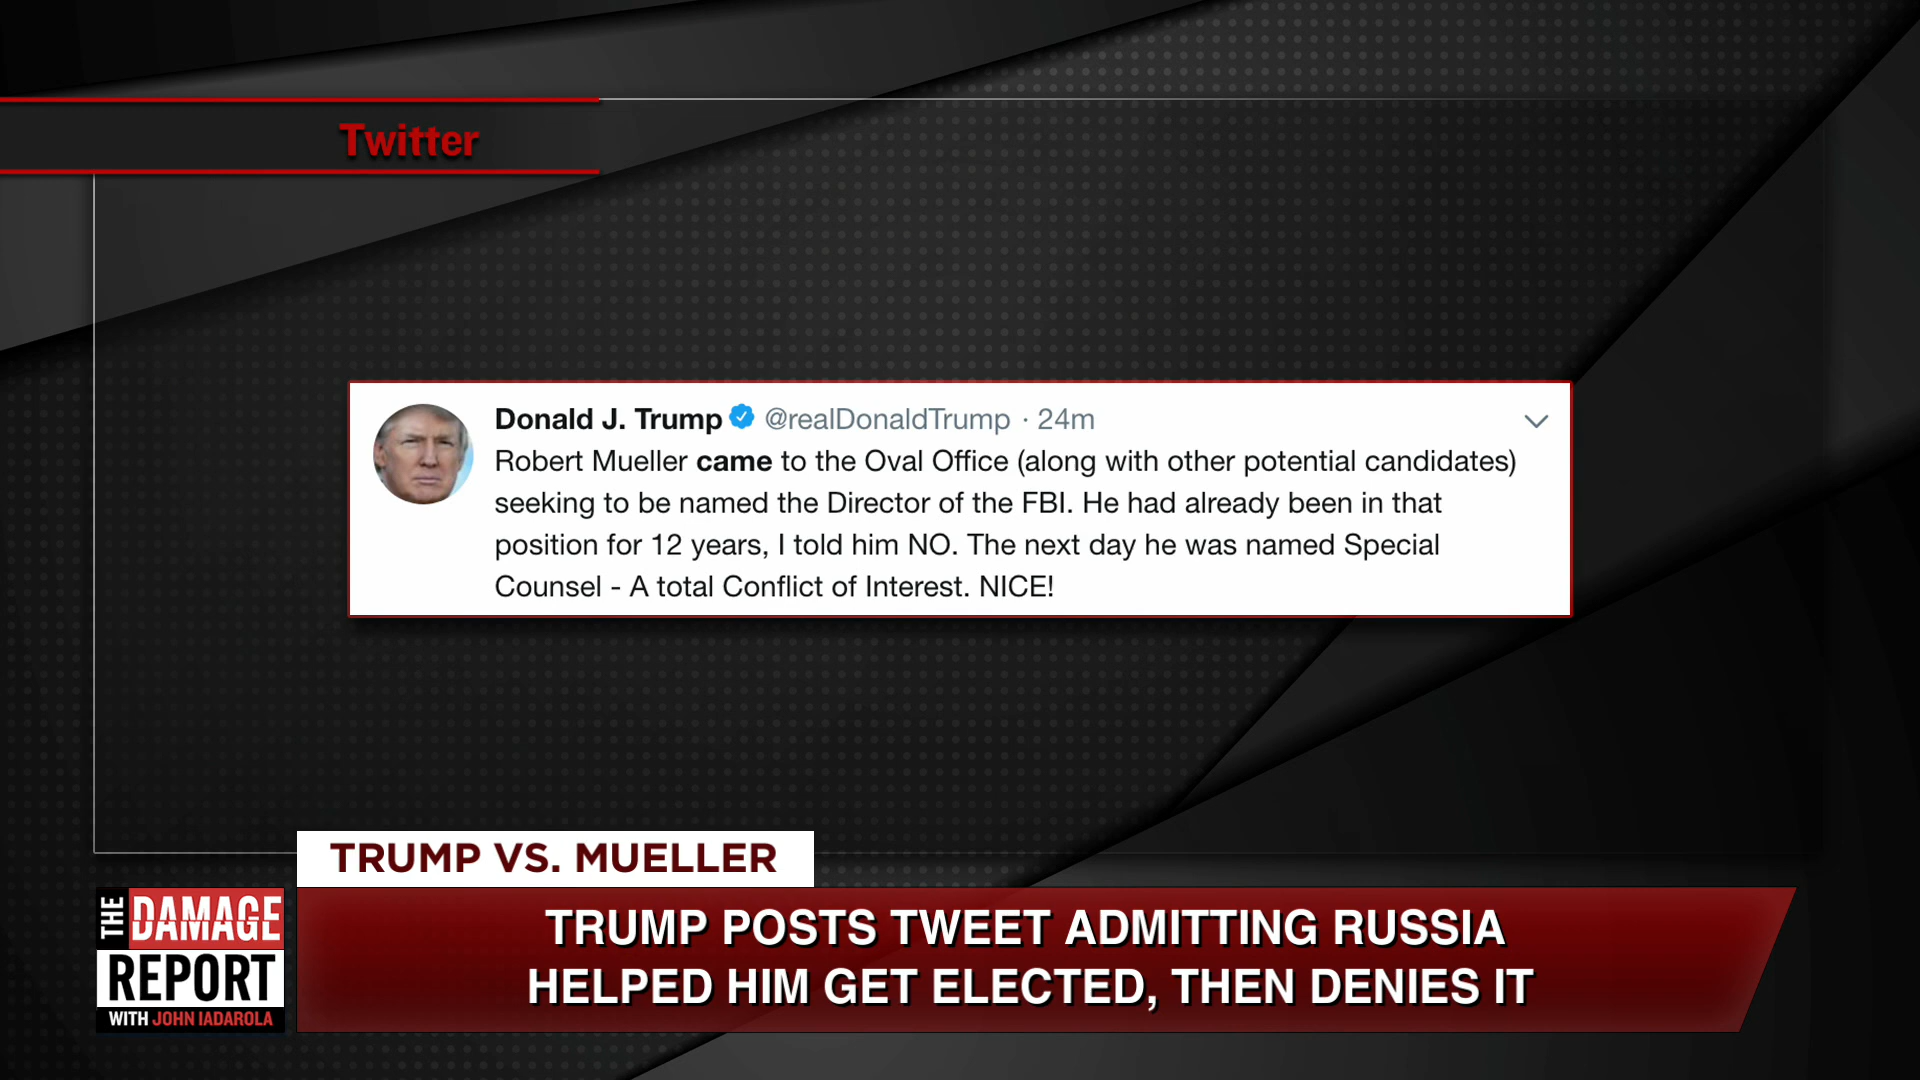 Twitter
Donald J. Trump @realDonaldTrump · 24m
Robert Mueller came to the Oval Office (along with other potential candidates)
seeking to be named the Director of the FBI. He had already been in that
position for 12 years, I told him NO. The next day he was named Special
Counsel - A total Conflict of Interest. NICE!
TRUMP VS. MUELLER
TRUMP POSTS TWEET ADMITTING RUSSIA
HELPED HIM GET ELECTED, THEN DENIES IT
THE DAMAGE
REPORT
WITH JOHN IADAROLA